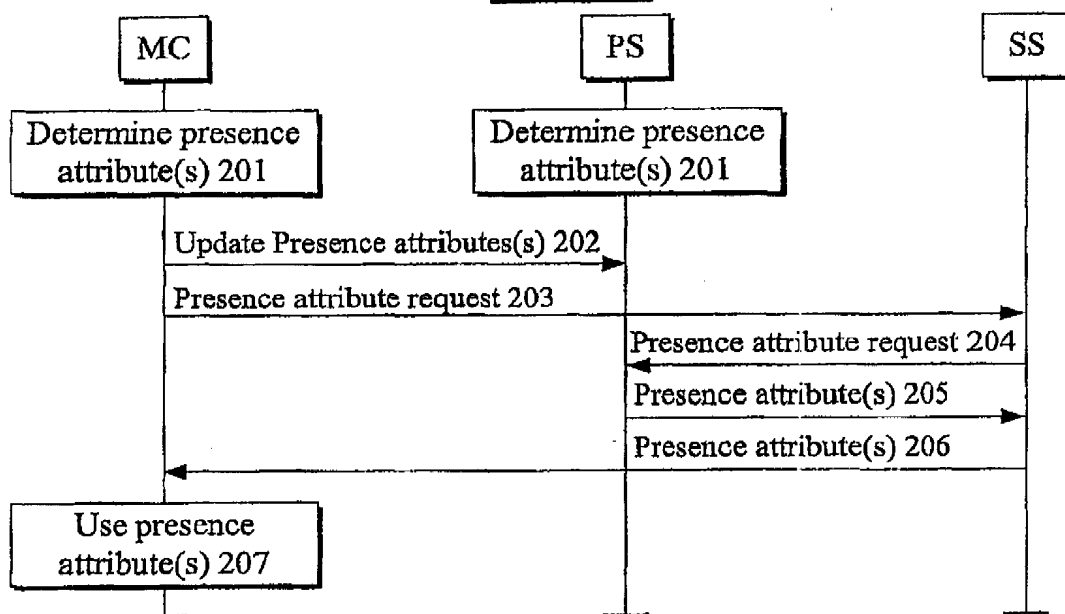 MC
PS
SS
Determine presence
attribute(s) 201
Determine presence
attribute(s) 201
Update Presence attributes(s) 202
Presence attribute request 203
Presence attribute request 204
Presence attribute(s) 205
Presence attribute(s) 206
Use presence
attribute(s) 207